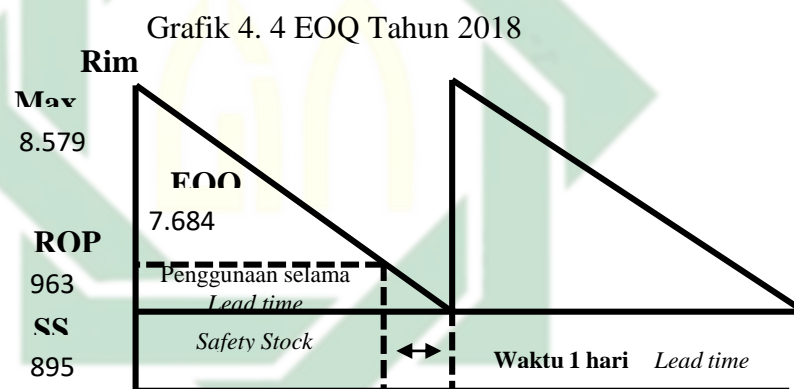 Grafik 4. 4 EOQ Tahun 2018
Rim
Max
8.579
EOQ
7.684
ROP
963
Penggunaan selama
Lead time
SS
895
Safety Stock
Waktu 1 hari Lead time